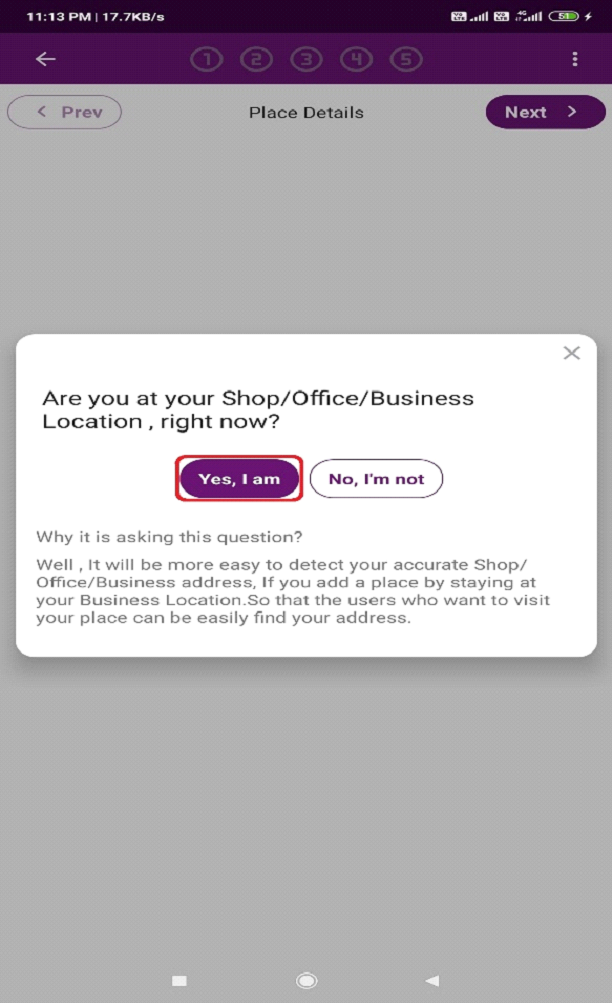 11:13 PM | 17.7KB/s 51
1 2 3 4 5
Prev Place Details Next
Are you at your Shop/Office/Business
Location , right now?
Yes, I am No, I'm not
Why it is asking this question?
Well , It will be more easy to detect your accurate Shop/
Office/Business address, If you add a place by staying at
your Business Location.So that the users who want to visit
your place can be easily find your address.